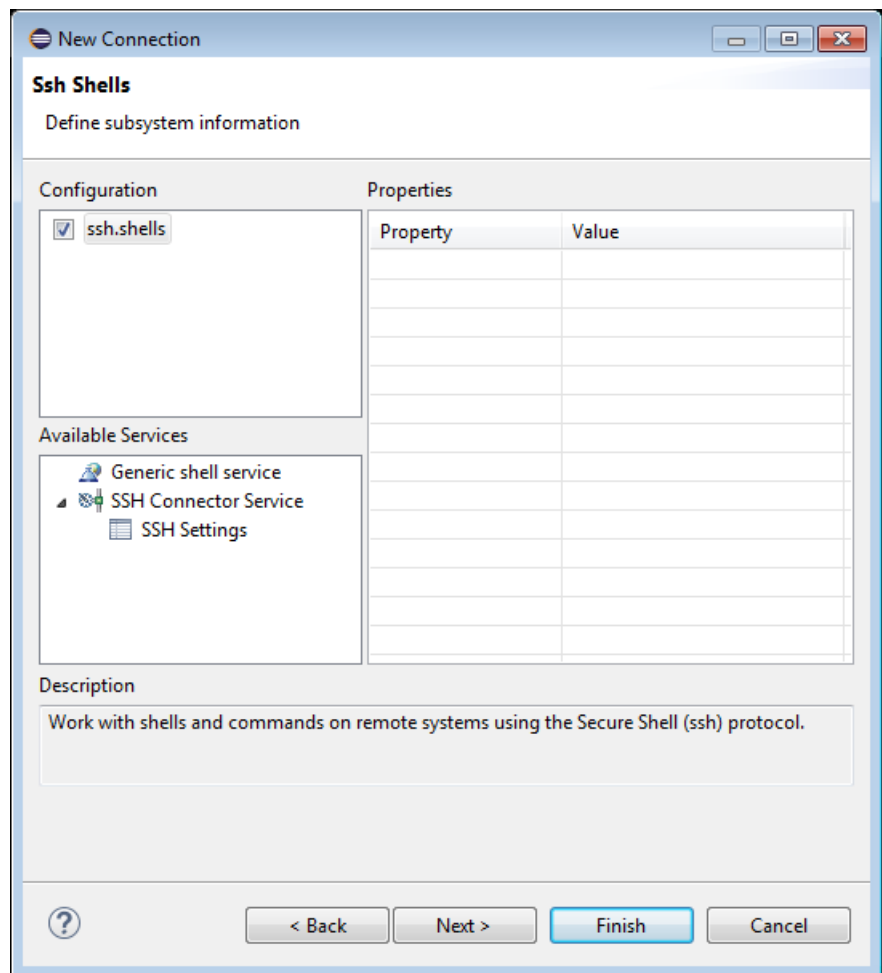 New Connection
Ssh Shells
Define subsystem information
Configuration
Properties
ssh.shells
Property Value
Available Services
Generic shell service
SSH Connector Service
SSH Settings
Description
Work with shells and commands on remote systems using the Secure Shell (ssh) protocol.
?
< Back Next > Finish Cancel